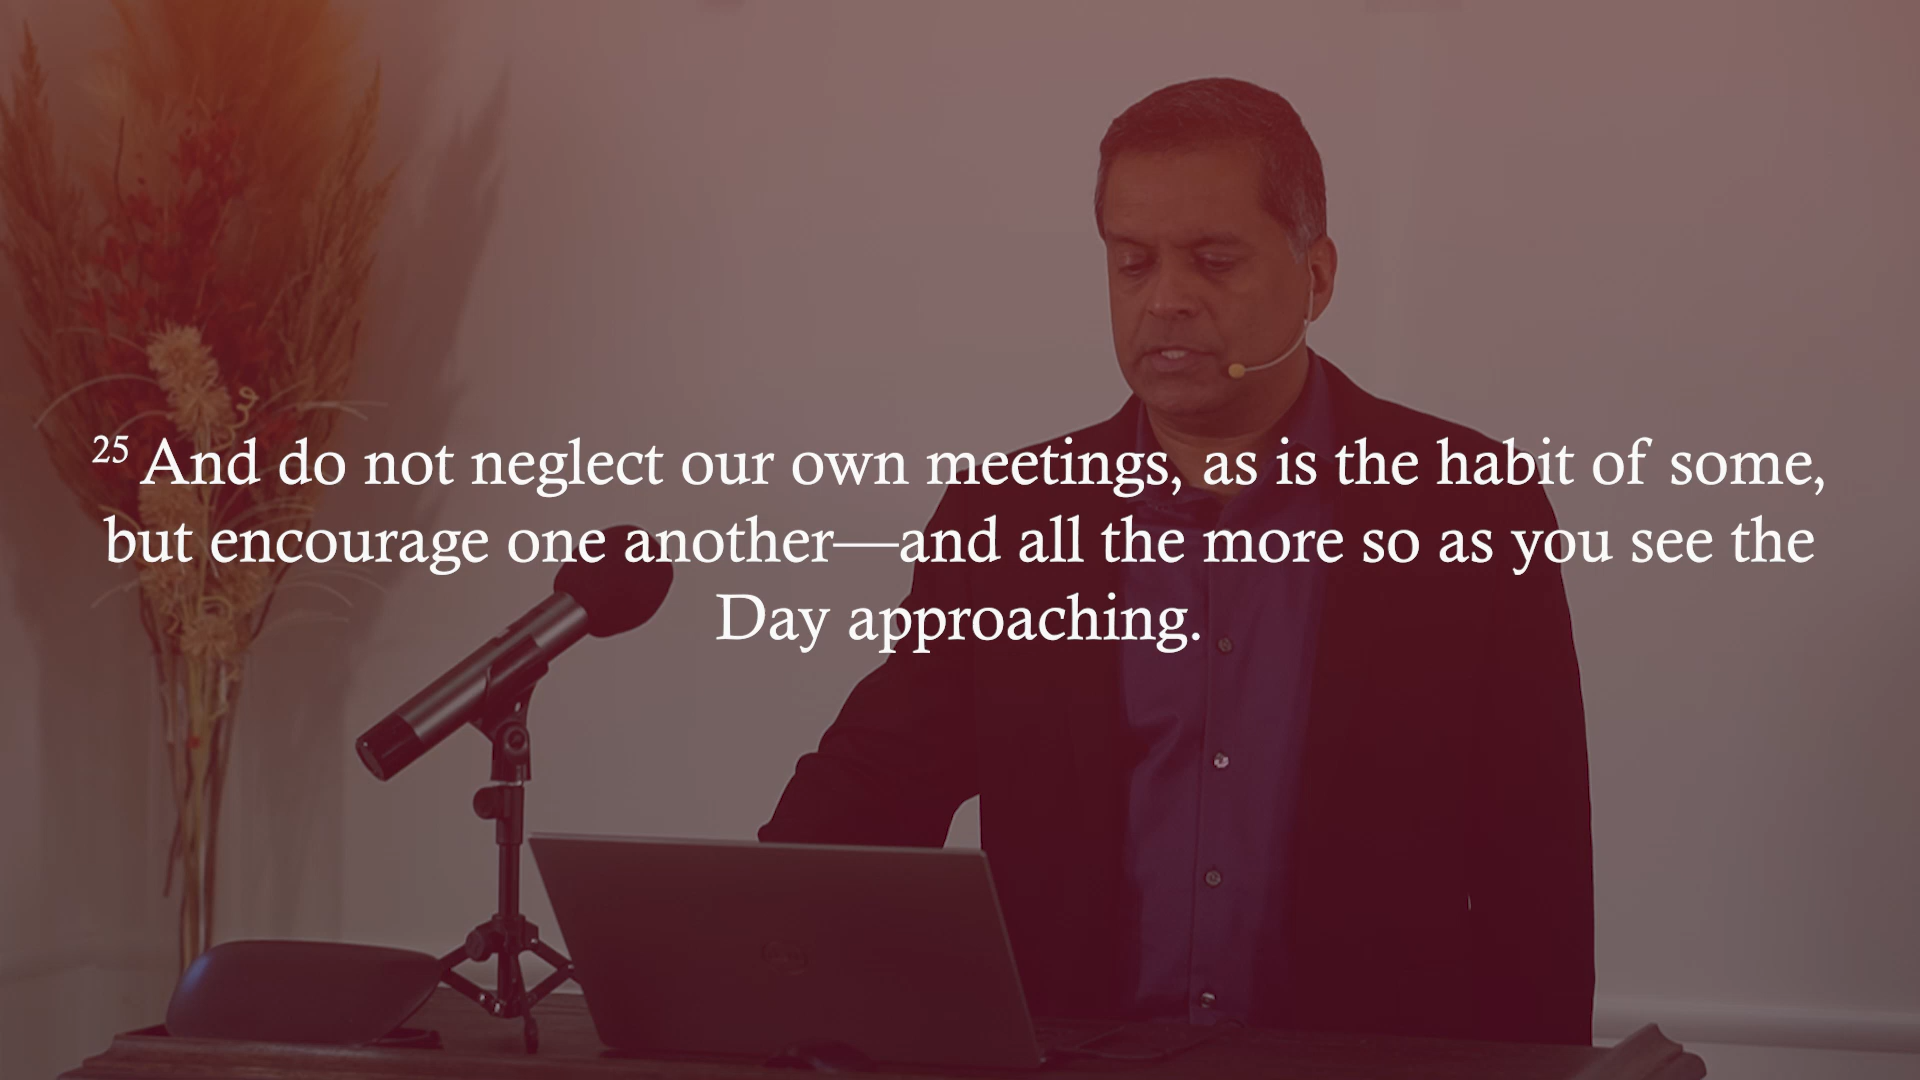 25 And do not neglect our own meetings, as is the habit of some,
but encourage one another—and all the more so as you see the
Day approaching.